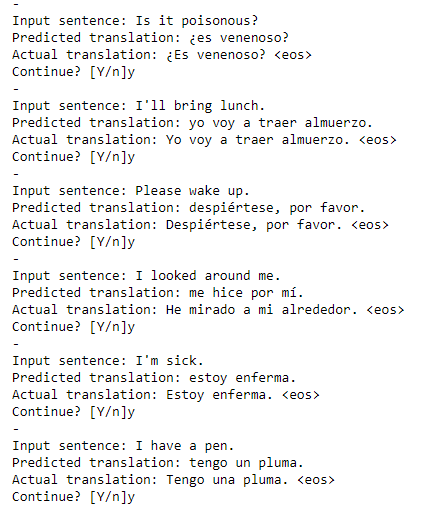 -
Input sentence: Is it poisonous?
Predicted translation: ¿es venenoso?
Actual translation: ¿Es venenoso? <eos>
Continue? [Y/n]y
-
Input sentence: I'll bring lunch.
Predicted translation: yo voy a traer almuerzo.
Actual translation: Yo voy a traer almuerzo. <eos>
Continue? [Y/n]y
-
Input sentence: Please wake up.
Predicted translation: despiértese, por favor.
Actual translation: Despiértese, por favor. <eos>
Continue? [Y/n]y
-
Input sentence: I looked around me.
Predicted translation: me hice por mí.
Actual translation: He mirado a mi alrededor. <eos>
Continue? [Y/n]y
-
Input sentence: I'm sick.
Predicted translation: estoy enferma.
Actual translation: Estoy enferma. <eos>
Continue? [Y/n]y
-
Input sentence: I have a pen.
Predicted translation: tengo un pluma.
Actual translation: Tengo una pluma. <eos>
Continue? [Y/n]y